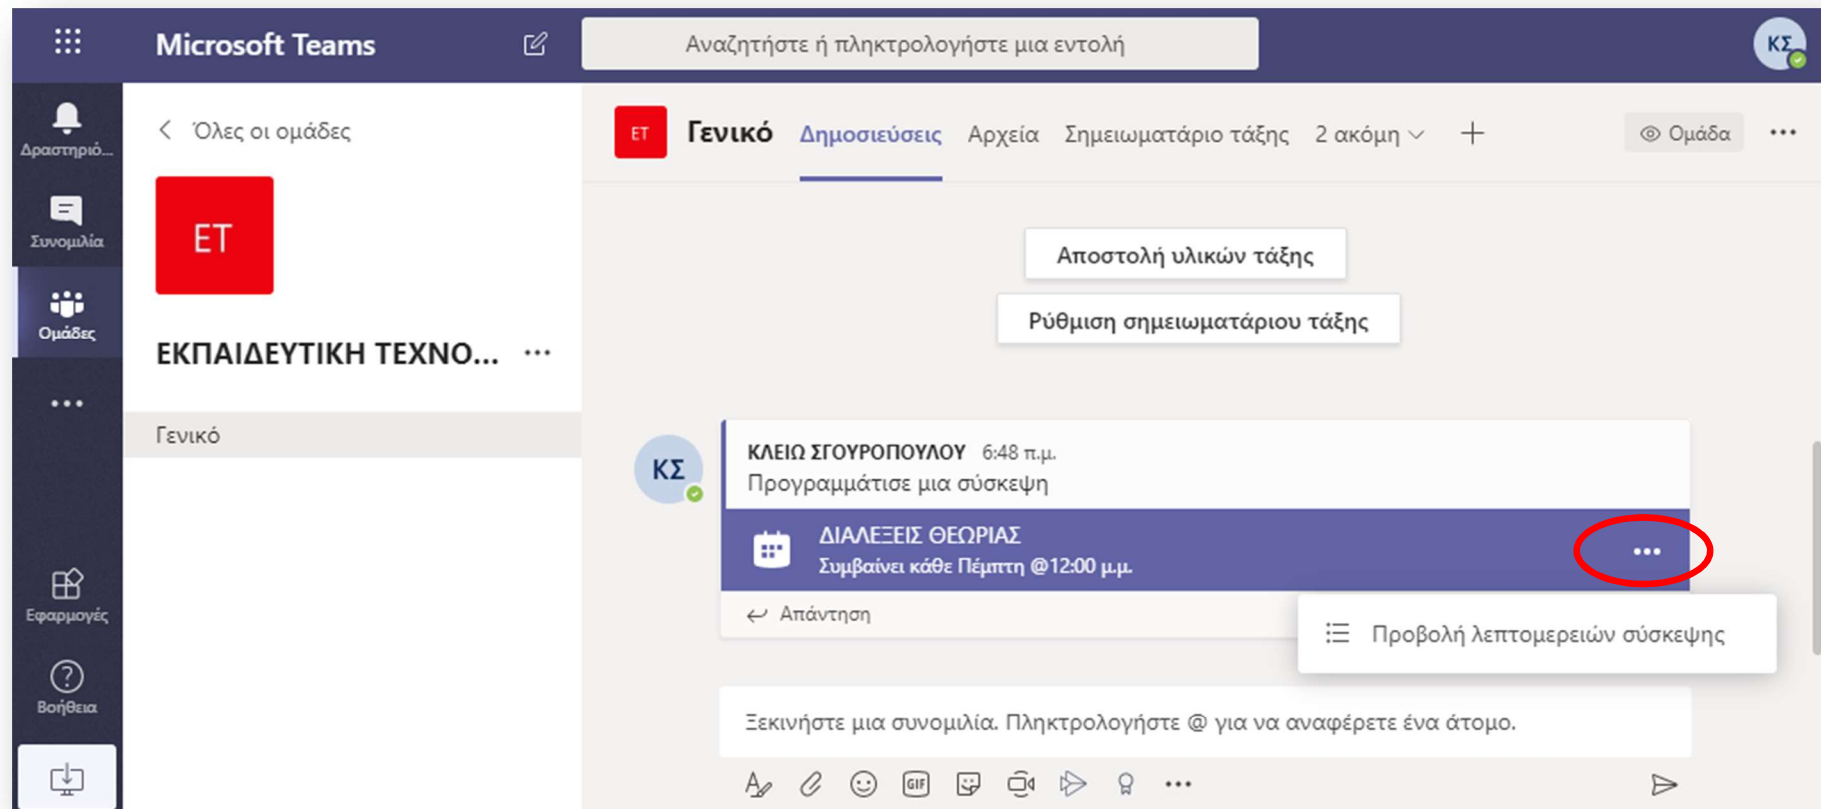 Microsoft Teams
Αναζητήστε ή πληκτρολογήστε μια εντολή
ΚΣ
Δραστηριό...
Συνομιλία
Ομάδες
Εφαρμογές
Βοήθεια
Όλες οι ομάδες
ET
ΕΚΠΑΙΔΕΥΤΙΚΗ ΤΕΧΝΟ...
Γενικό
ET Γενικό Δημοσιεύσεις Αρχεία Σημειωματάριο τάξης 2 ακόμη
Ομάδα
Αποστολή υλικών τάξης
Ρύθμιση σημειωματάριου τάξης
ΚΣ
ΚΛΕΙΩ ΣΓΟΥΡΟΠΟΥΛΟΥ 6:48 π.μ.
Προγραμμάτισε μια σύσκεψη
ΔΙΑΛΕΞΕΙΣ ΘΕΩΡΙΑΣ
Συμβαίνει κάθε Πέμπτη @12:00 μ.μ.
Απάντηση
Προβολή λεπτομερειών σύσκεψης
Ξεκινήστε μια συνομιλία. Πληκτρολογήστε @ για να αναφέρετε ένα άτομο.
GIF